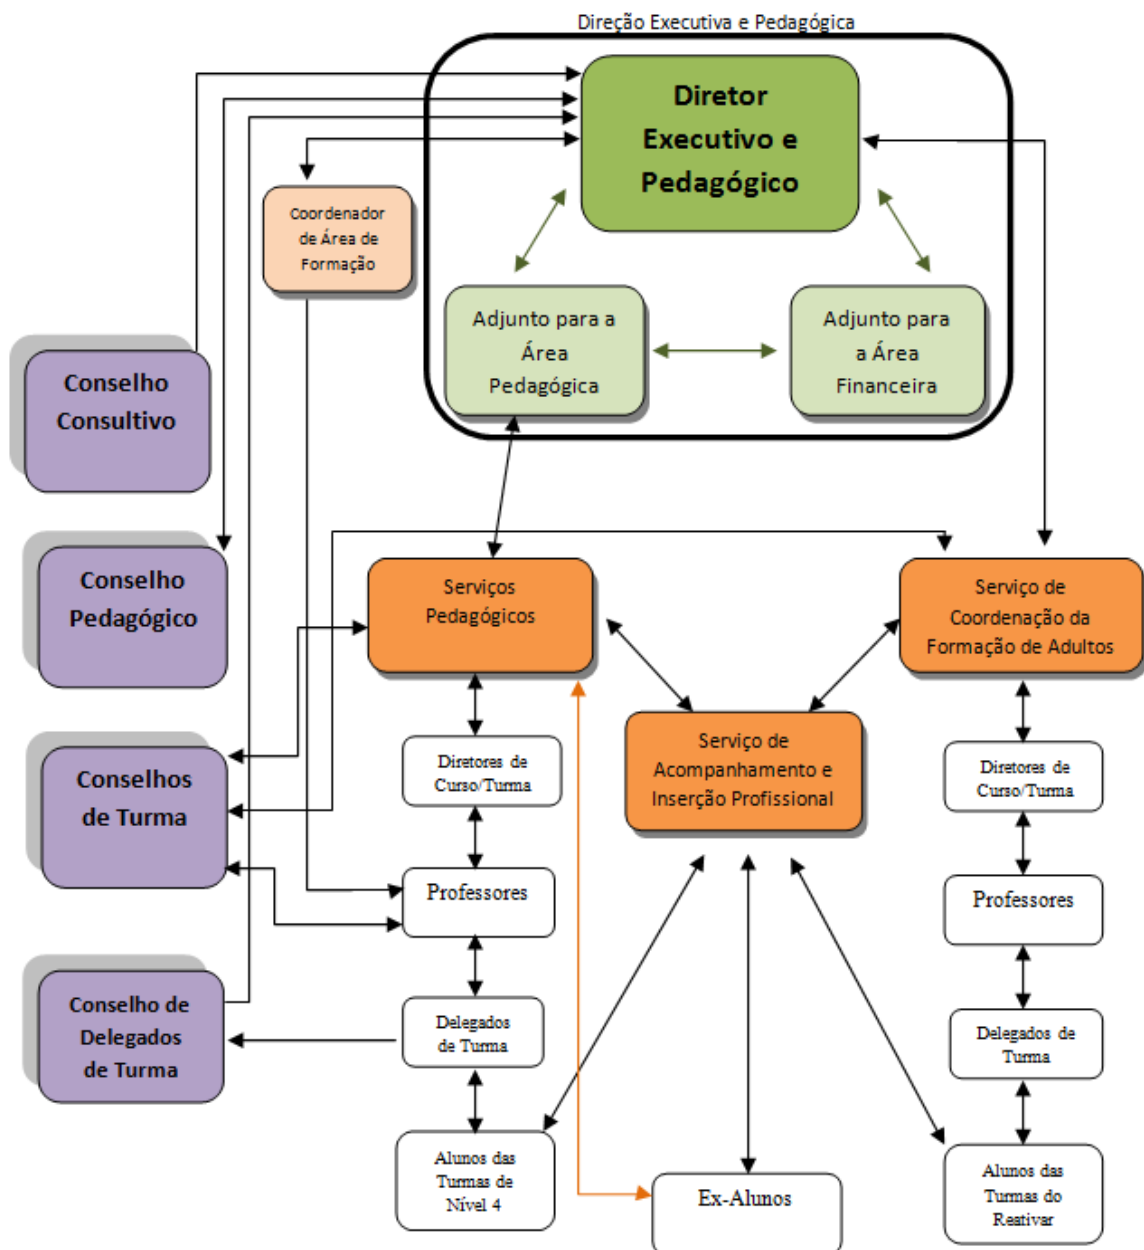 Direção Executiva e Pedagógica
Diretor
Executivo e
Pedagógico
Coordenador
de Área de
Formação
Adjunto para a
Área
Pedagógica
Adjunto para
a Área
Financeira
Conselho
Consultivo
Conselho
Pedagógico
Serviços
Pedagógicos
Serviço de
Coordenação da
Formação de Adultos
Serviço de
Acompanhamento e
Inserção Profissional
Conselhos
de Turma
Diretores de
Curso/Turma
Diretores de
Curso/Turma
Professores
Professores
Conselho de
Delegados
de Turma
Delegados
de Turma
Delegados de
Turma
Alunos das
Turmas de
Nível 4
Ex-Alunos
Alunos das
Turmas do
Reativar